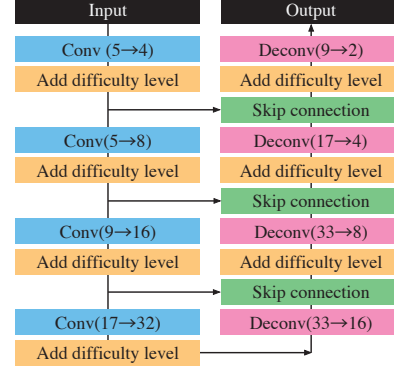 Input
Conv (5→4)
Add difficulty level
Conv(5→8)
Add difficulty level
Conv(9→16)
Add difficulty level
Conv(17→32)
Add difficulty level
Output
Deconv(9→2)
Add difficulty level
Skip connection
Deconv(17→4)
Add difficulty level
Skip connection
Deconv(33→8)
Add difficulty level
Skip connection
Deconv(33→16)